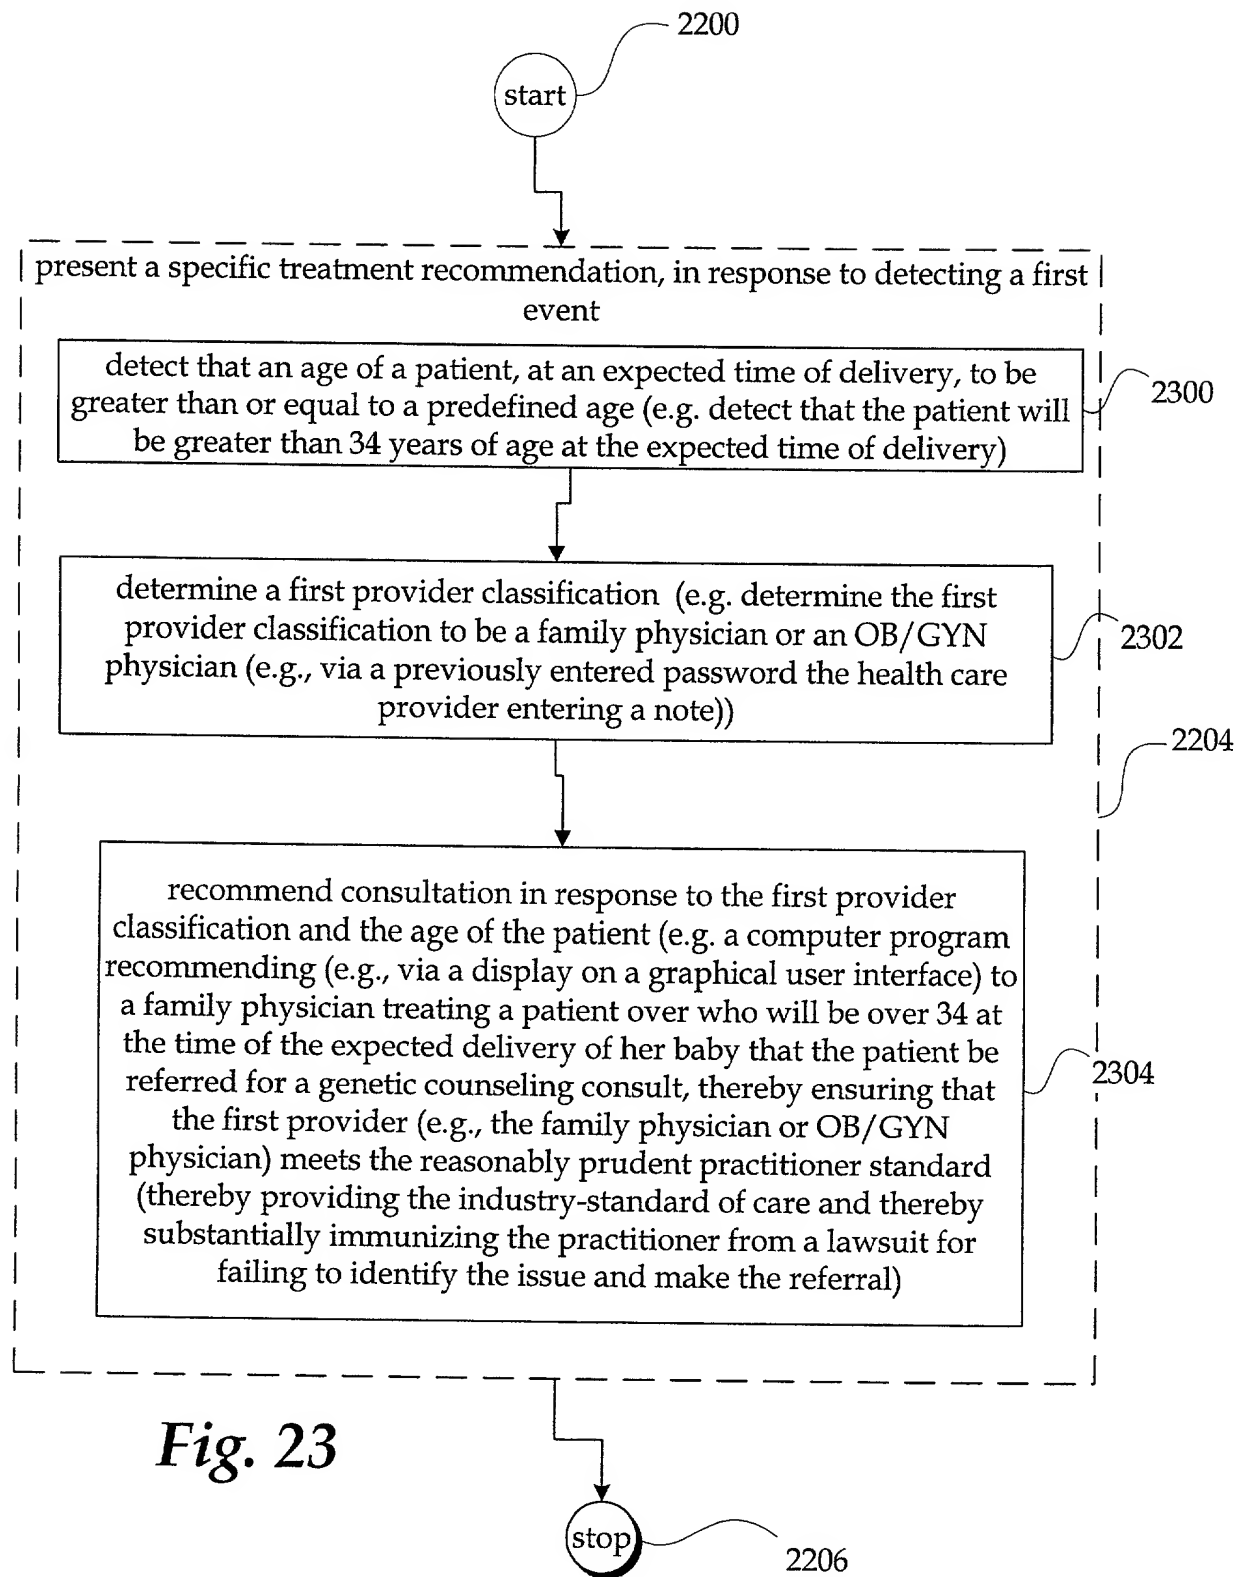 2200
start
present a specific treatment recommendation, in response to detecting a first
event
detect that an age of a patient, at an expected time of delivery, to be
greater than or equal to a predefined age (e.g. detect that the patient will
be greater than 34 years of age at the expected time of delivery)
2300
determine a first provider classification (e.g. determine the first
provider classification to be a family physician or an OB/GYN
physician (e.g., via a previously entered password the health care
provider entering a note))
2302
2204
recommend consultation in response to the first provider
classification and the age of the patient (e.g. a computer program
recommending (e.g., via a display on a graphical user interface) to
a family physician treating a patient over who will be over 34 at
the time of the expected delivery of her baby that the patient be
referred for a genetic counseling consult, thereby ensuring that
the first provider (e.g., the family physician or OB/GYN
physician) meets the reasonably prudent practitioner standard
(thereby providing the industry-standard of care and thereby
substantially immunizing the practitioner from a lawsuit for
failing to identify the issue and make the referral)
2304
Fig. 23
stop
2206